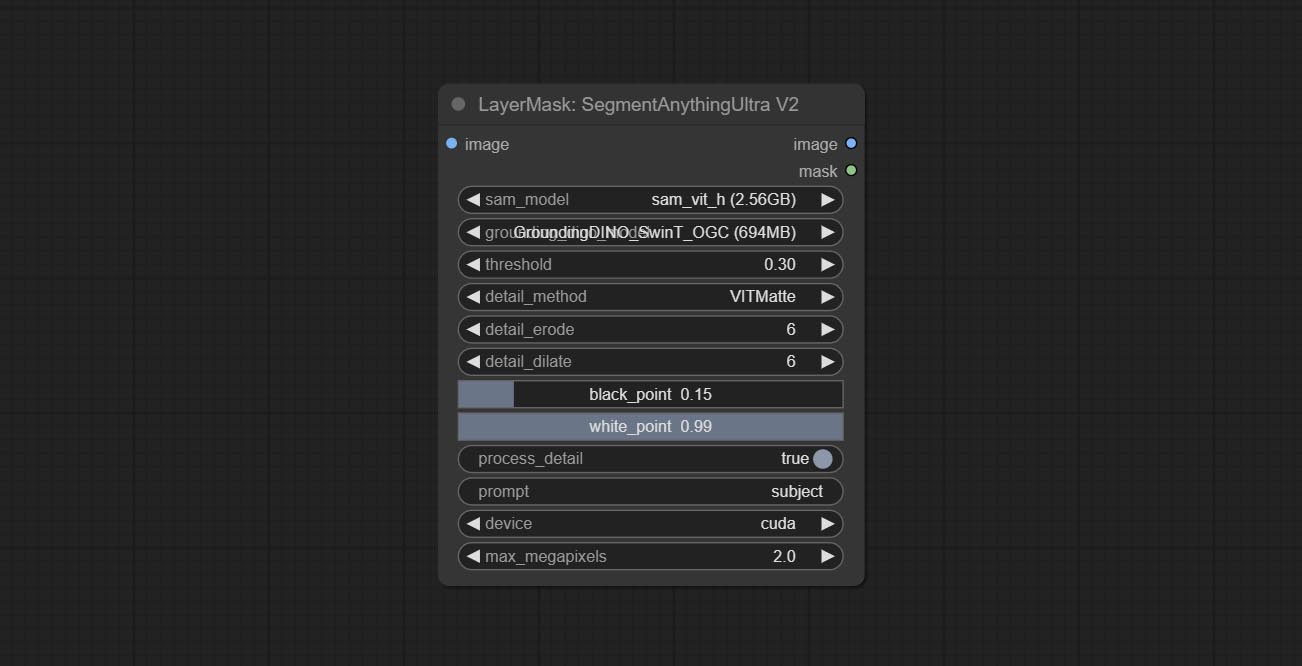 LayerMask: SegmentAnythingUltra V2
image image
mask
sam_model sam_vit_h (2.56GB)
GroundingDINO_SwinT_OGC (694MB)
threshold 0.30
detail_method VITMatte
detail_erode 6
detail_dilate 6
black_point 0.15
white_point 0.99
process_detail true
prompt subject
device cuda
max_megapixels 2.0